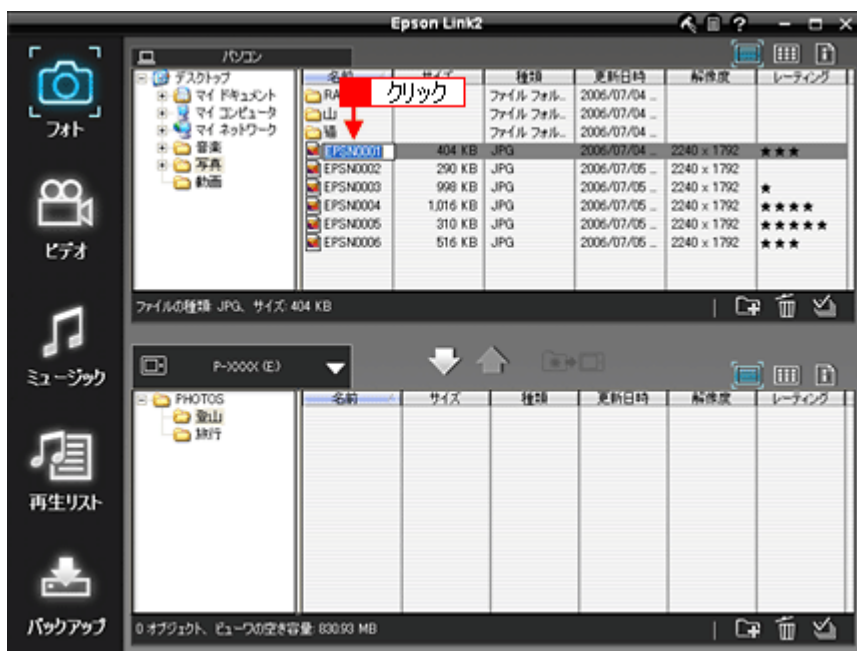 Epson Link2
フォト
ビデオ
ミュージック
再生リスト
バックアップ
パソコン
デスクトップ
マイ ドキュメント
マイ コンピュータ
マイ ネットワーク
音楽
写真
動画
名前 サイズ 種類 更新日時 解像度 レーティング
クリック
RA ファイル フォル... 2006/07/04 ...
山 ファイル フォル... 2006/07/04 ...
猫 ファイル フォル... 2006/07/04 ...
EPSN0001 404 KB JPG 2006/07/04 ... 2240 x 1792 ★★★
EPSN0002 290 KB JPG 2006/07/05 ... 2240 x 1792
EPSN0003 998 KB JPG 2006/07/05 ... 2240 x 1792 ★
EPSN0004 1,016 KB JPG 2006/07/05 ... 2240 x 1792 ★★★★
EPSN0005 310 KB JPG 2006/07/05 ... 2240 x 1792 ★★★★★
EPSN0006 516 KB JPG 2006/07/05 ... 2240 x 1792 ★★★
ファイルの種類: JPG、サイズ: 404 KB
P-XXXX (E)
PHOTOS
登山
旅行
名前 サイズ 種類 更新日時 解像度 レーティング
0 オブジェクト、ビューワの空き容量: 830.93 MB